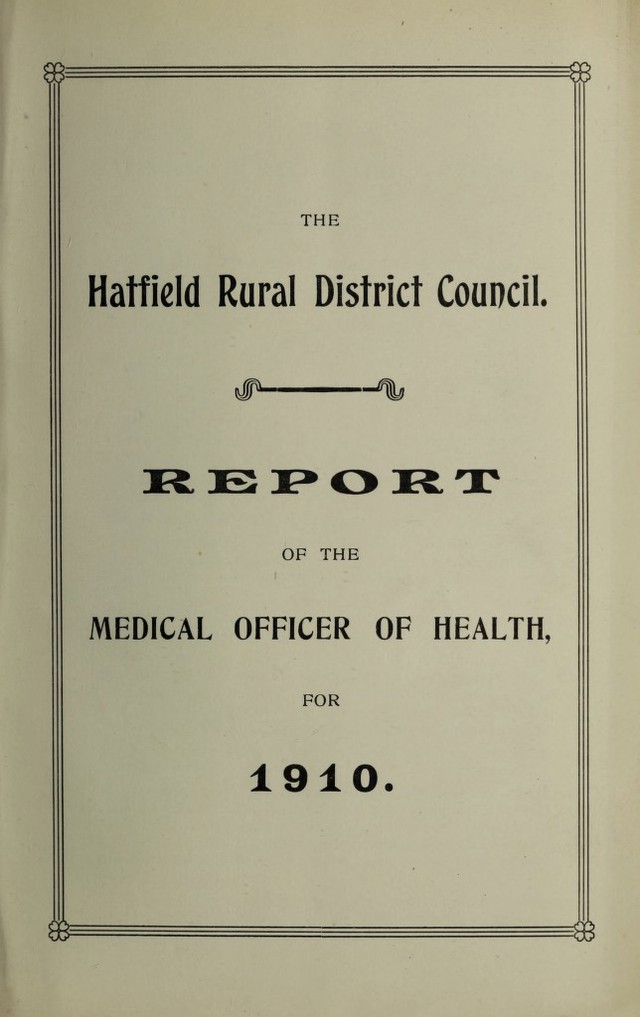 THE
Hatfield Rural District Council.
REPORT
OF THE
MEDICAL OFFICER OF HEALTH,
FOR
1910.